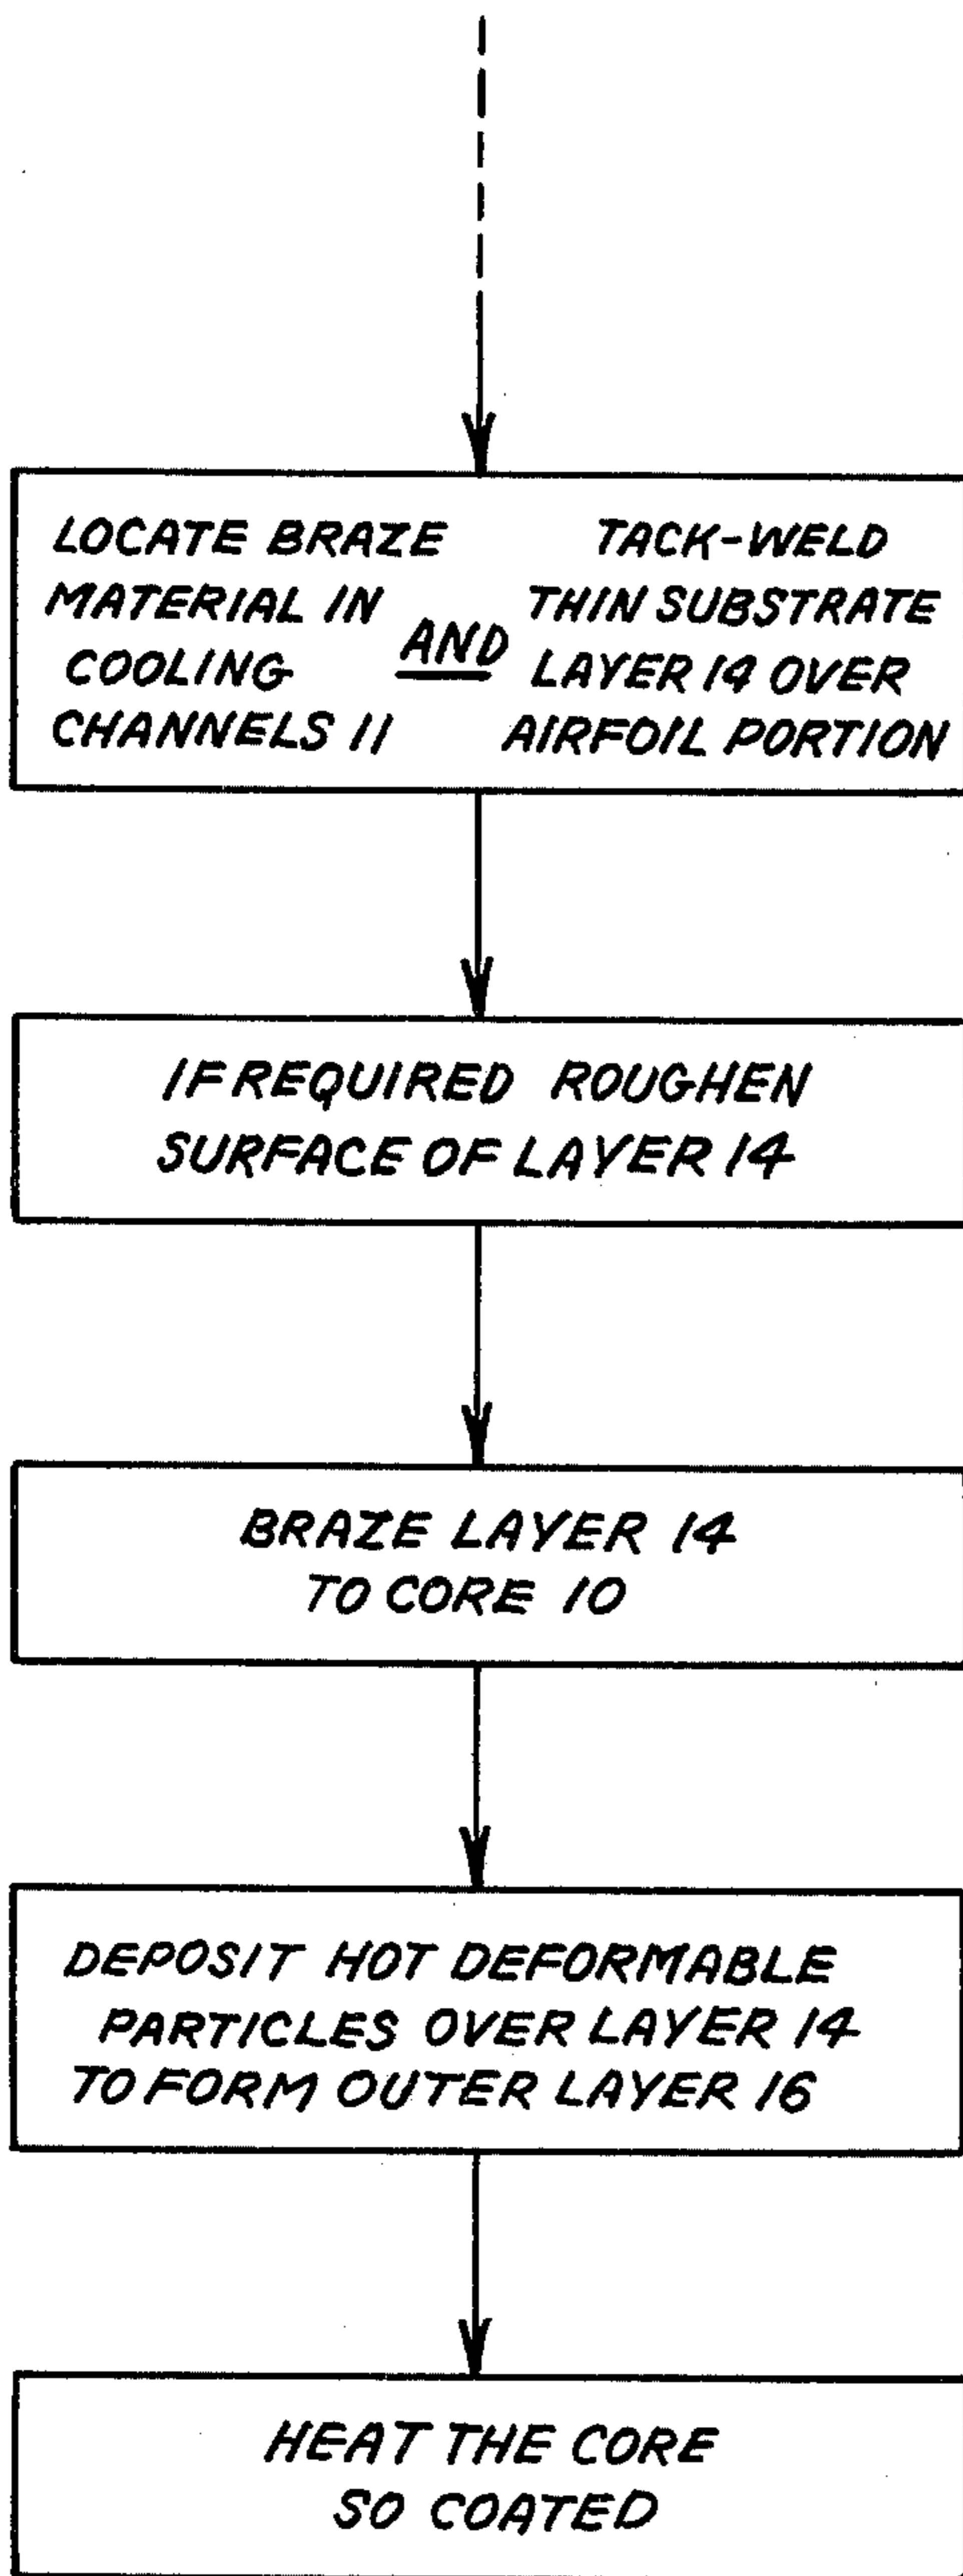 LOCATE BRAZE
MATERIAL IN
COOLING
CHANNELS 11
AND
TACK-WELD
THIN SUBSTRATE
LAYER 14 OVER
AIRFOIL PORTION
IF REQUIRED ROUGHEN
SURFACE OF LAYER 14
BRAZE LAYER 14
TO CORE 10
DEPOSIT HOT DEFORMABLE
PARTICLES OVER LAYER 14
TO FORM OUTER LAYER 16
HEAT THE CORE
SO COATED